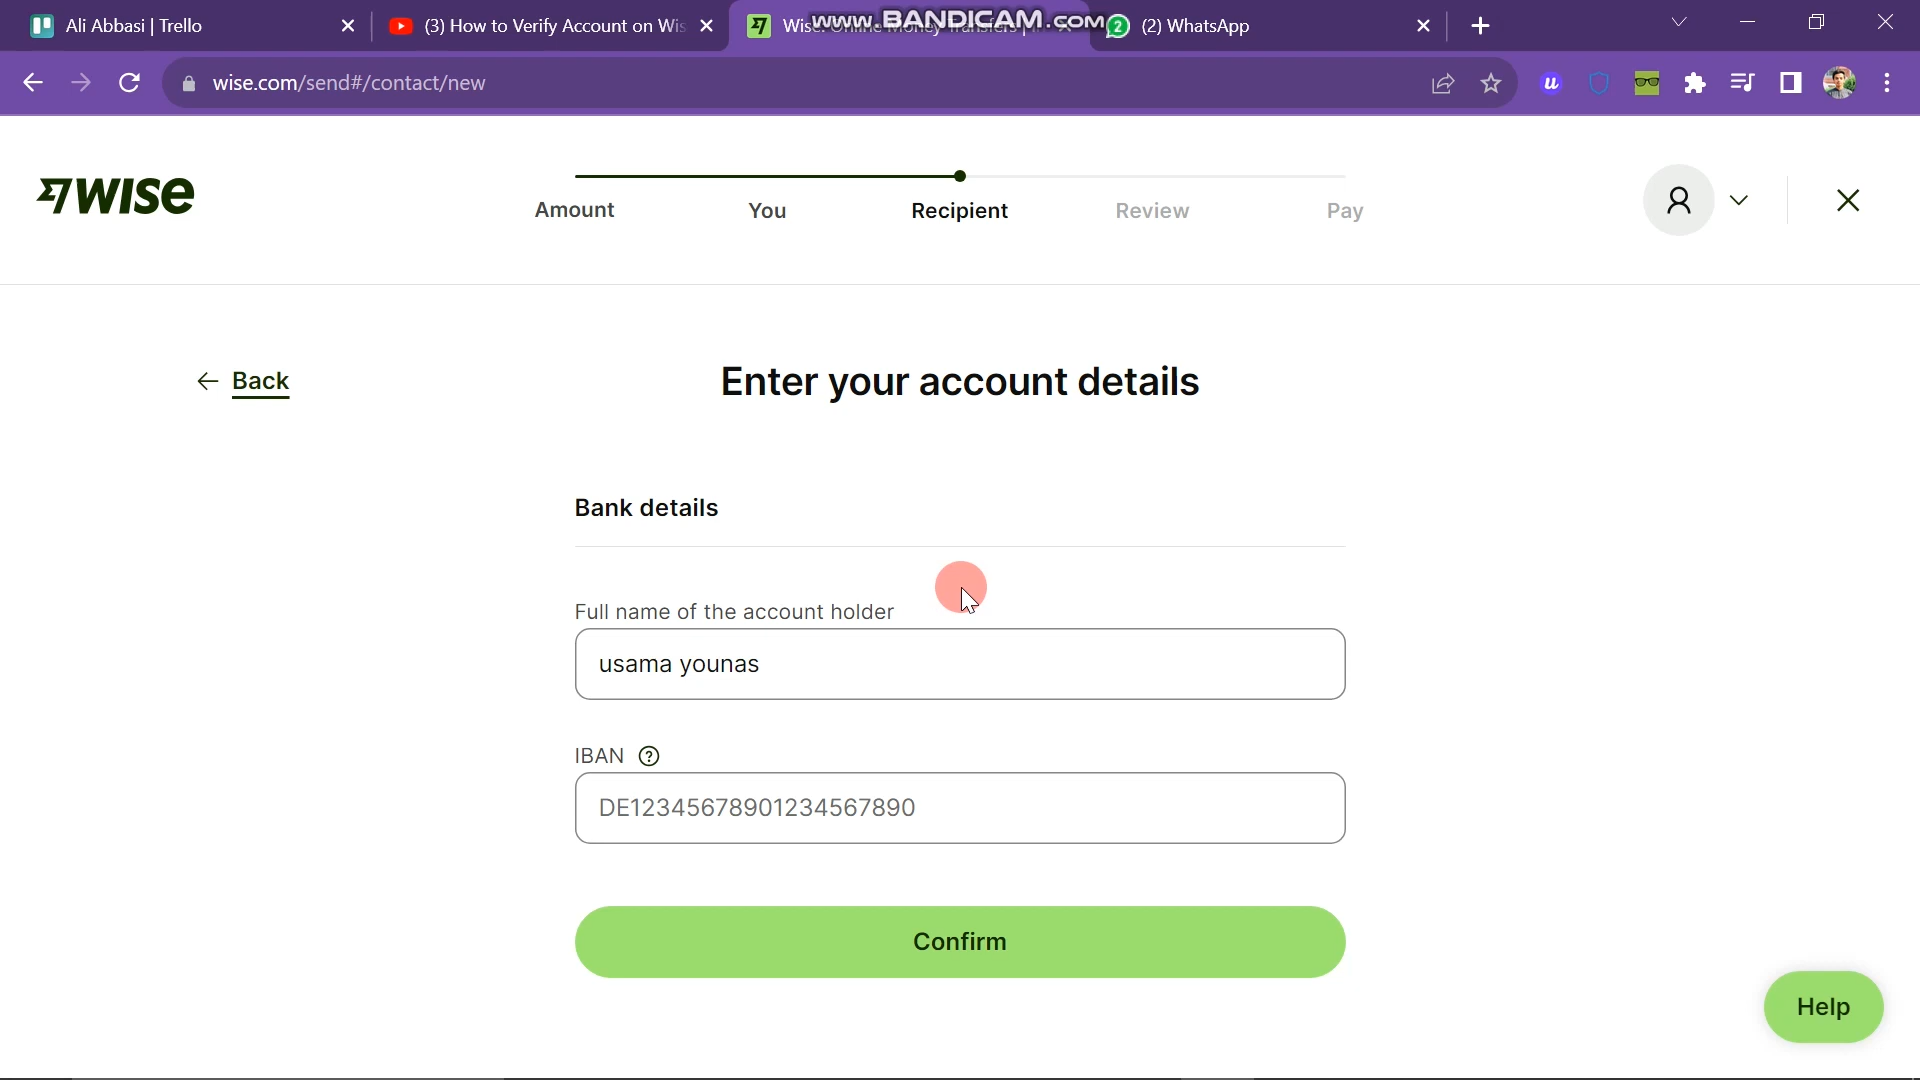 Ali Abbasi | Trello
(3) How to Verify Account on Wis
www.BANDICAM.com
(2) WhatsApp
wise.com/send#/contact/new
WISE
Amount
You
Recipient
Review
Pay
Back
Enter your account details
Bank details
Full name of the account holder
usama younas
IBAN ?
DE12345678901234567890
Confirm
Help